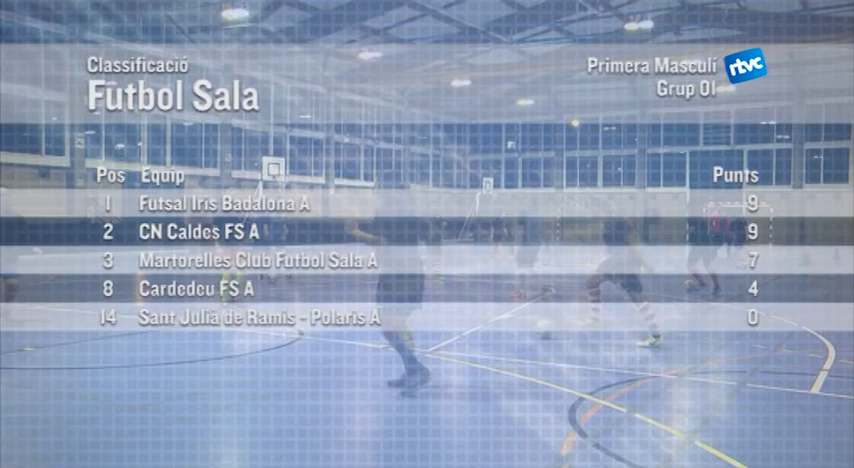 Classificació
Futbol Sala
Primera Masculí
Grup 01
rtvc
Pos Equip Punts
1 Futsal Iris Badalona A 9
2 CN Caldes FS A 9
3 Martorelles Club Futbol Sala A 7
8 Cardedeu FS A 4
14 Sant Julia de Ramis - Polaris A 0